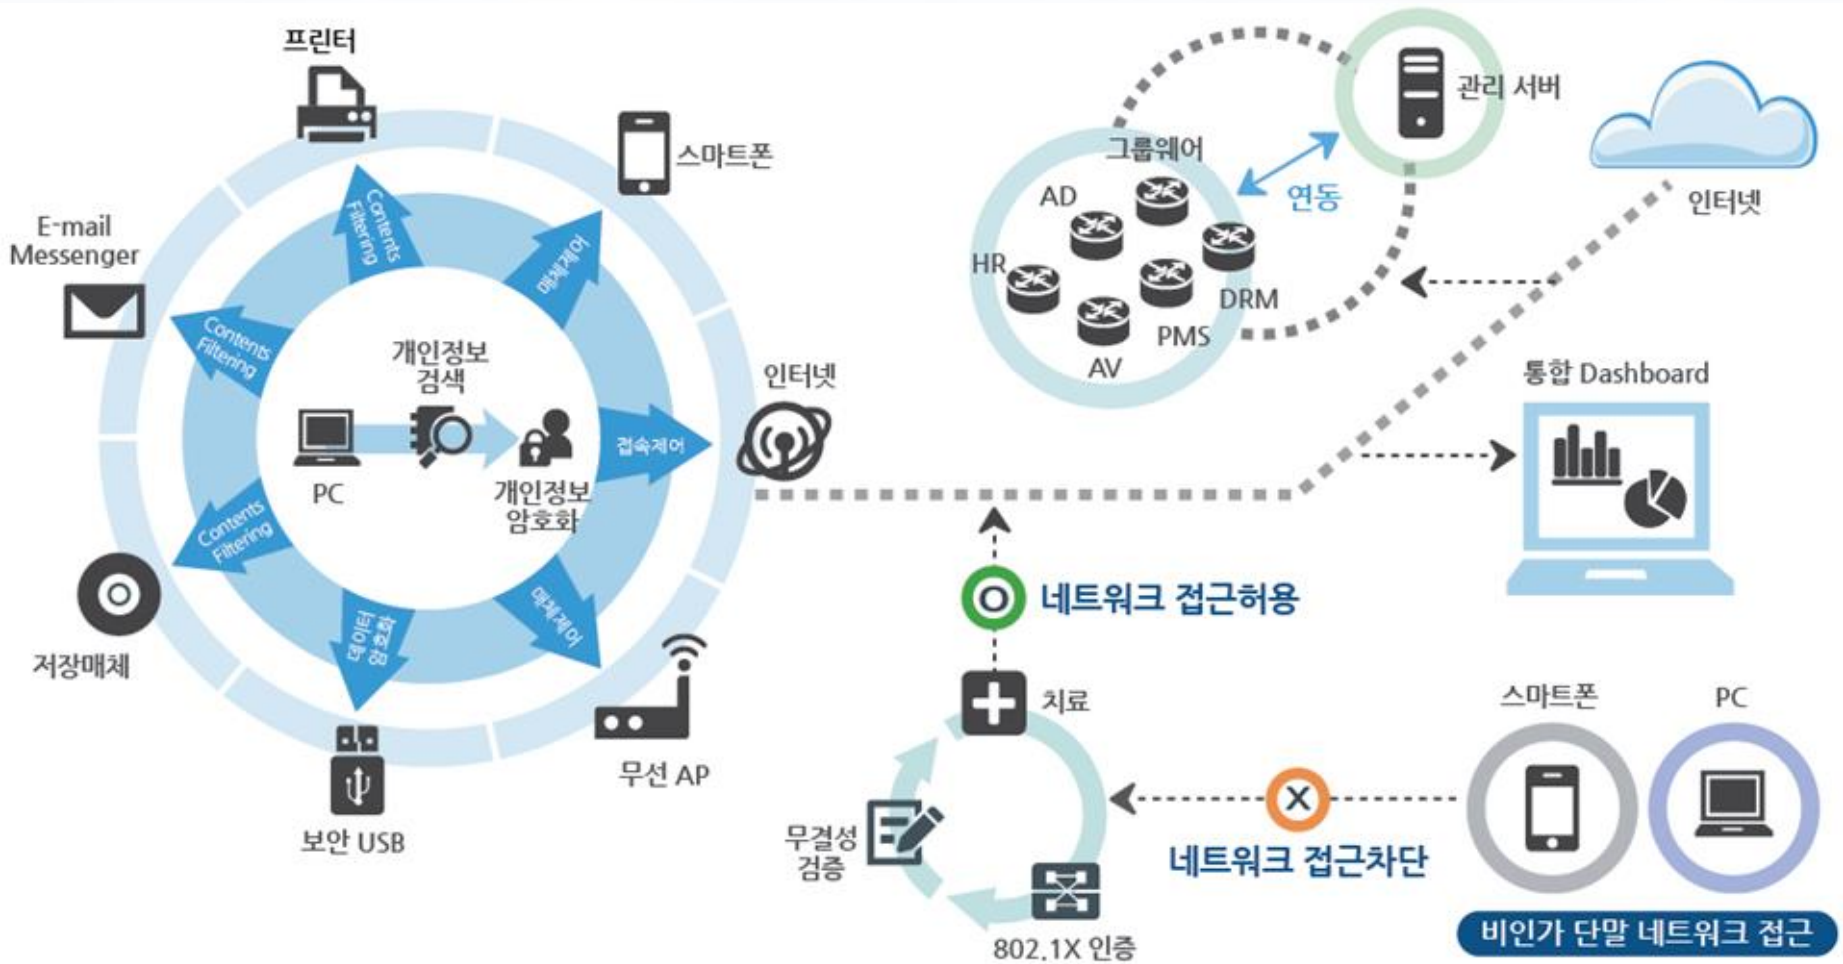 프린터
스마트폰
E-mail
Messenger
Contents
Filtering
매체제어
Contents
Filtering
개인정보
검색
PC
개인정보
암호화
접속제어
인터넷
Contents
Filtering
데이터
암호화
매체제어
저장매체
보안 USB
무선 AP
관리 서버
그룹웨어
AD
HR
DRM
PMS
AV
연동
인터넷
통합 Dashboard
네트워크 접근허용
치료
무결성
검증
802.1X 인증
네트워크 접근차단
스마트폰
PC
비인가 단말 네트워크 접근